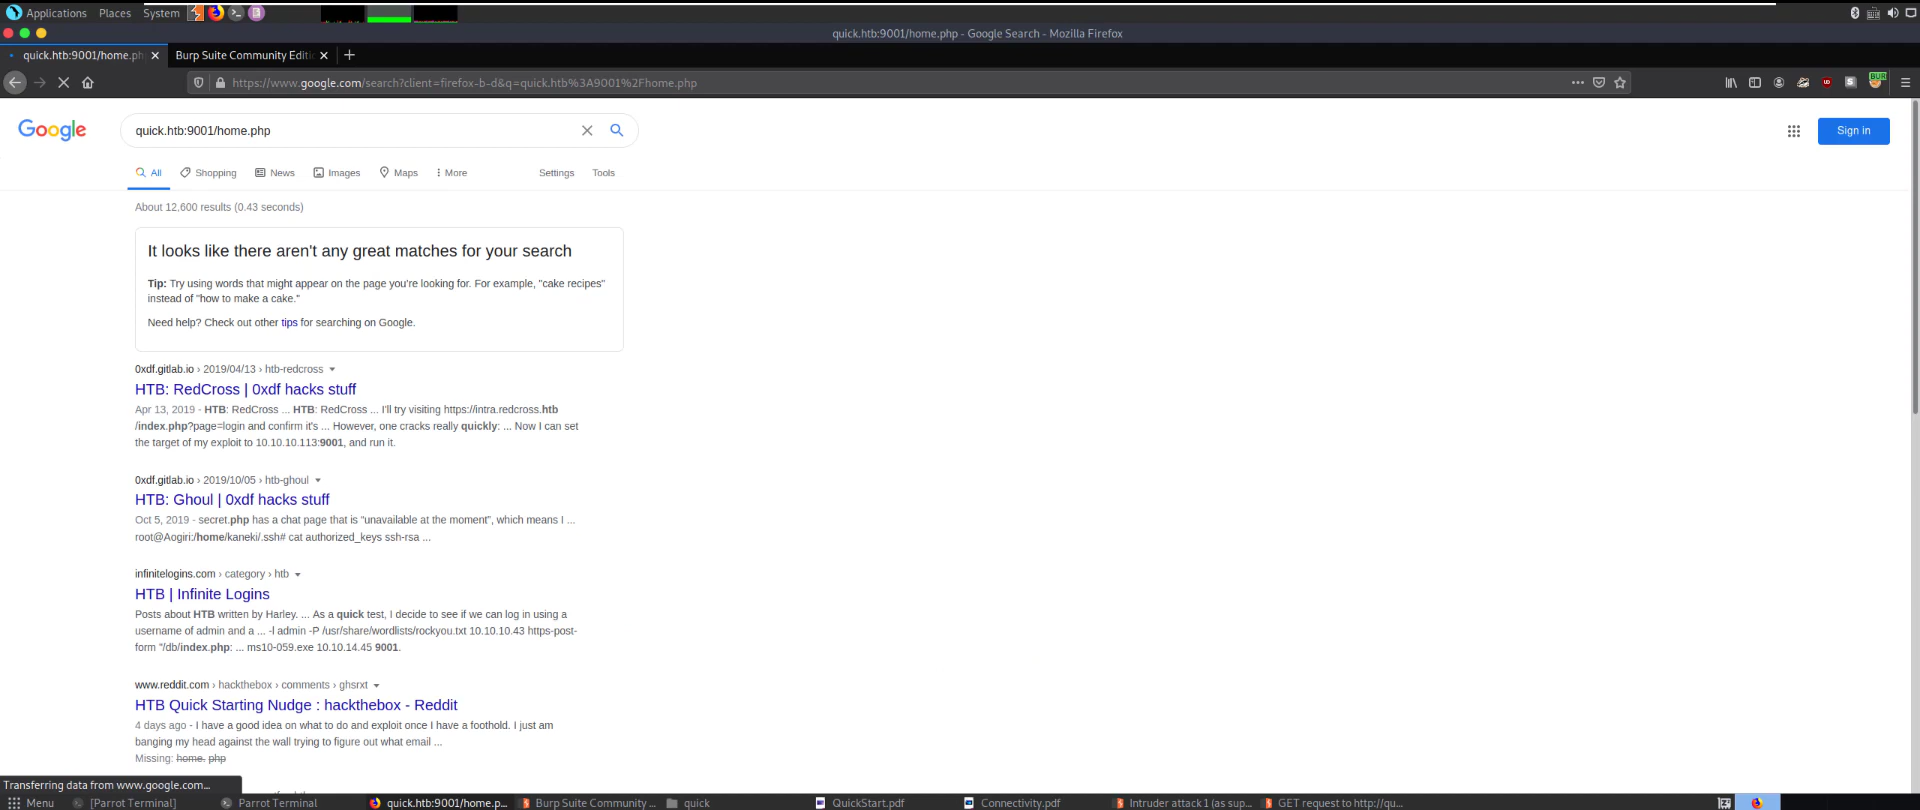 Applications Places System
quick.htb:9001/home.php - Google Search - Mozilla Firefox
quick.htb:9001/home.ph
Burp Suite Community Editi
https://www.google.com/search?client=firefox-b-d&q=quick.htb%3A9001%2Fhome.php
BUR
Google
quick.htb:9001/home.php
Sign in
All Shopping News Images Maps More Settings Tools
About 12,600 results (0.43 seconds)
It looks like there aren't any great matches for your search
Tip: Try using words that might appear on the page you're looking for. For example, "cake recipes"
instead of "how to make a cake."
Need help? Check out other tips for searching on Google.
0xdf.gitlab.io › 2019/04/13 › htb-redcross
HTB: RedCross | 0xdf hacks stuff
Apr 13, 2019 - HTB: RedCross ... HTB: RedCross ... I'll try visiting https://intra.redcross.htb
/index.php?page=login and confirm it's ... However, one cracks really quickly: ... Now I can set
the target of my exploit to 10.10.10.113:9001, and run it.
0xdf.gitlab.io › 2019/10/05 › htb-ghoul
HTB: Ghoul | 0xdf hacks stuff
Oct 5, 2019 - secret.php has a chat page that is "unavailable at the moment", which means I ...
root@Aogiri:/home/kaneki/.ssh# cat authorized_keys ssh-rsa ...
infinitelogins.com › category › htb
HTB | Infinite Logins
Posts about HTB written by Harley. ... As a quick test, I decide to see if we can log in using a
username of admin and a ... -l admin -P /usr/share/wordlists/rockyou.txt 10.10.10.43 https-post-
form "/db/index.php: ... ms10-059.exe 10.10.14.45 9001.
www.reddit.com › hackthebox › comments › ghsrxt
HTB Quick Starting Nudge : hackthebox - Reddit
4 days ago - I have a good idea on what to do and exploit once I have a foothold. I just am
banging my head against the wall trying to figure out what email ...
Missing: home. php
Transferring data from www.google.com...
Menu [Parrot Terminal] Parrot Terminal quick.htb:9001/home.p... Burp Suite Community ... quick QuickStart.pdf Connectivity.pdf Intruder attack 1 (as sup... GET request to http://qu...